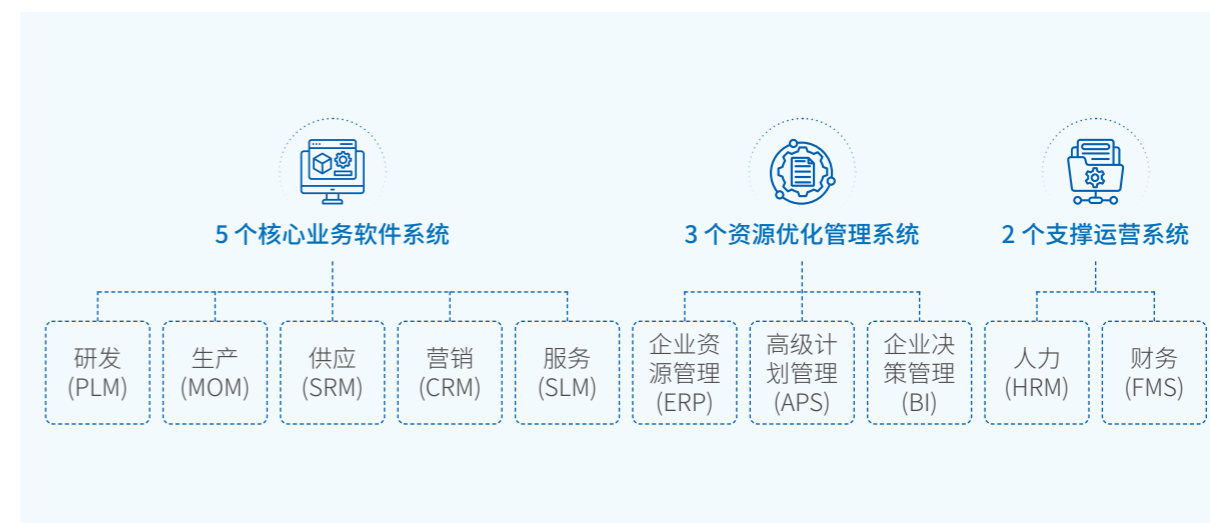 5 个核心业务软件系统
3 个资源优化管理系统
2 个支撑运营系统
研发
(PLM)
生产
(MOM)
供应
(SRM)
营销
(CRM)
服务
(SLM)
企业资
源管理
(ERP)
高级计
划管理
(APS)
企业决
策管理
(BI)
人力
(HRM)
财务
(FMS)